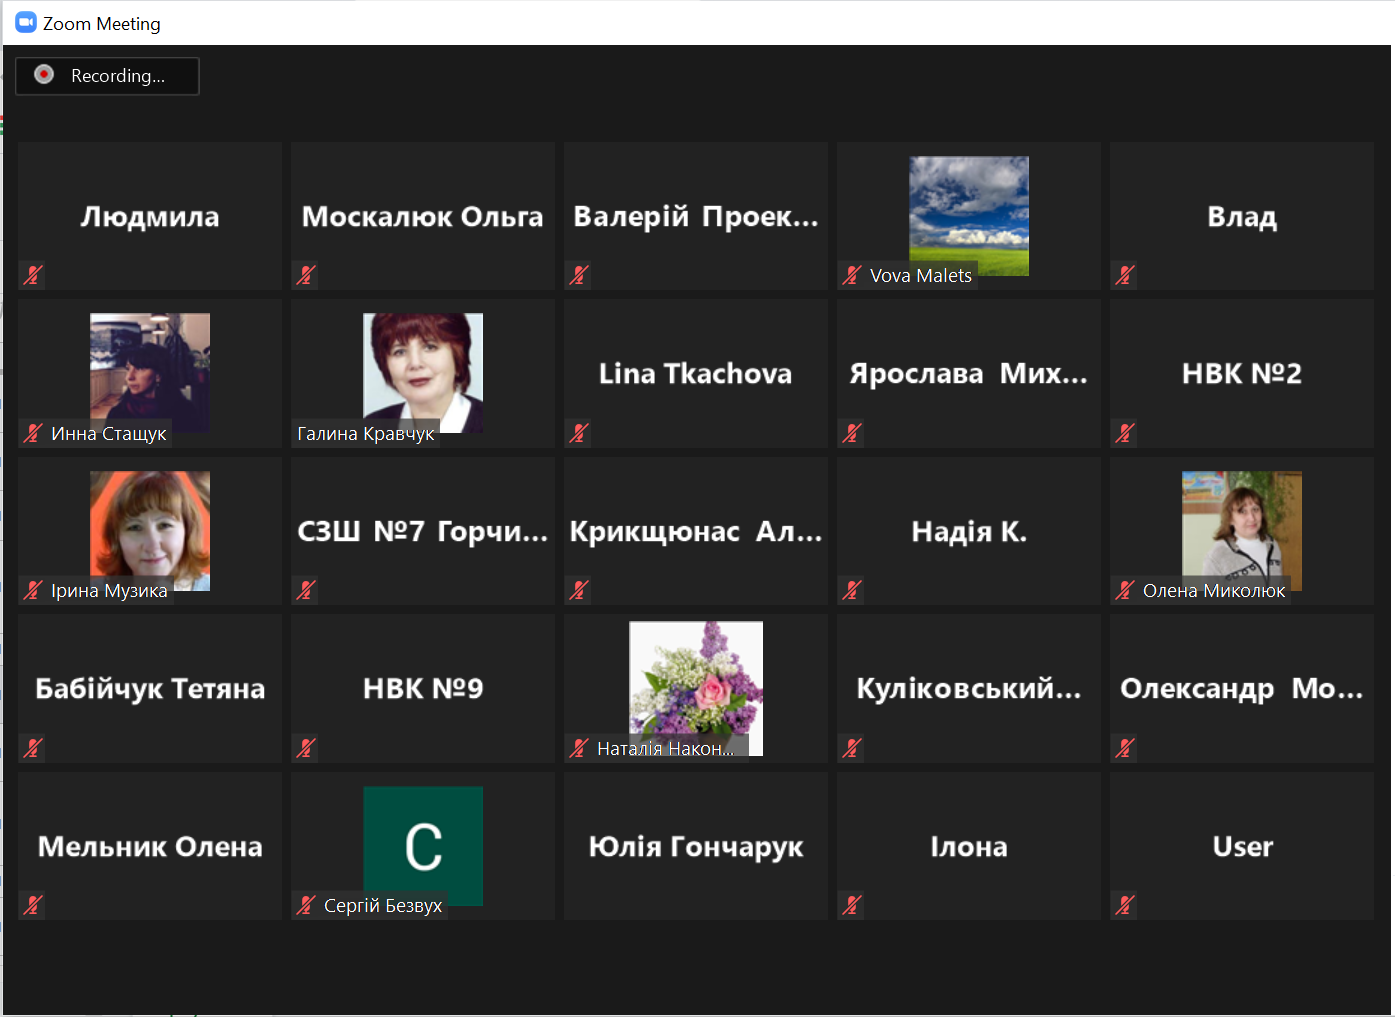 Zoom Meeting
Recording...
Людмила
Москалюк Ольга
Валерій Проек...
Vova Malets
Влад
Инна Стащук
Галина Кравчук
Lina Tkachova
Ярослава Мих...
НВК №2
Ірина Музика
СЗШ №7 Горчи...
Крикщюнас Ал...
Надія К.
Олена Миколюк
Бабійчук Тетяна
НВК №9
Наталія Након...
Куліковський...
Олександр Мо...
Мельник Олена
С
Сергій Безвух
Юлія Гончарук
Ілона
User